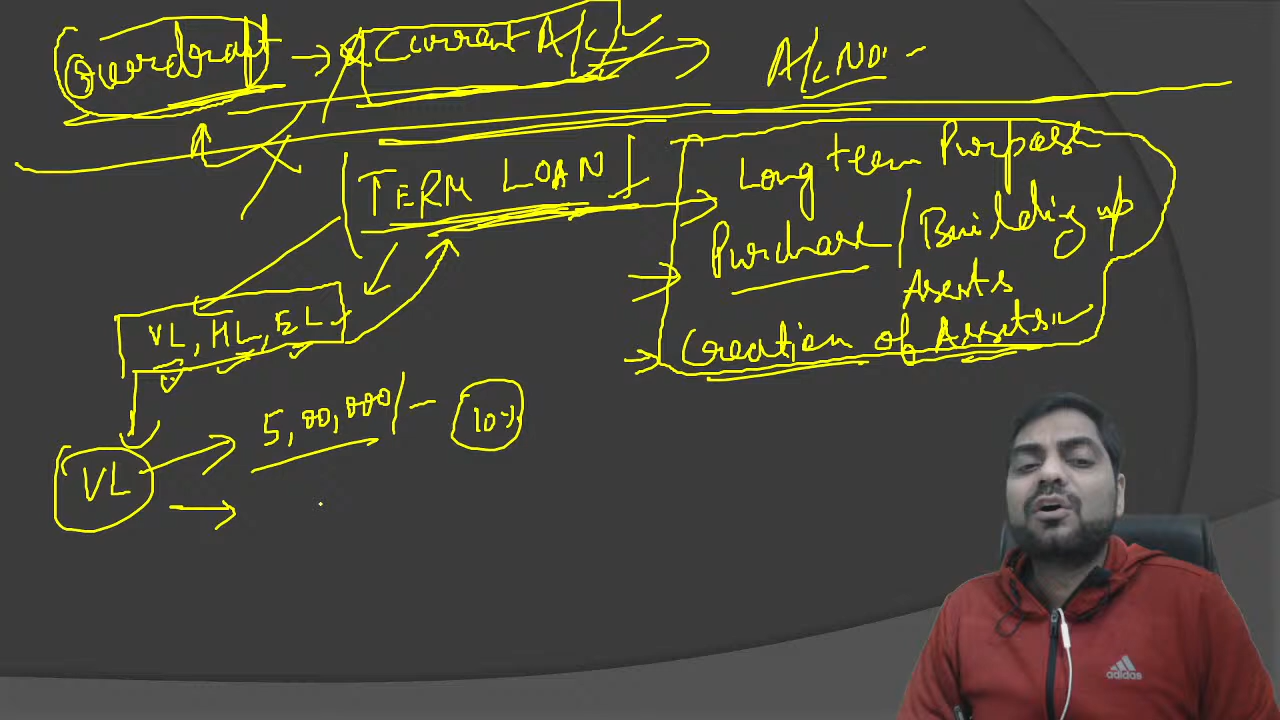 Overdraft → Current A/c → A/c No. -
TERM LOAN
Long term Purpose
Purchase / Building up
Assets
Creation of Assets
VL, HL, EL
5,00,000/- 10%
VL
adidas